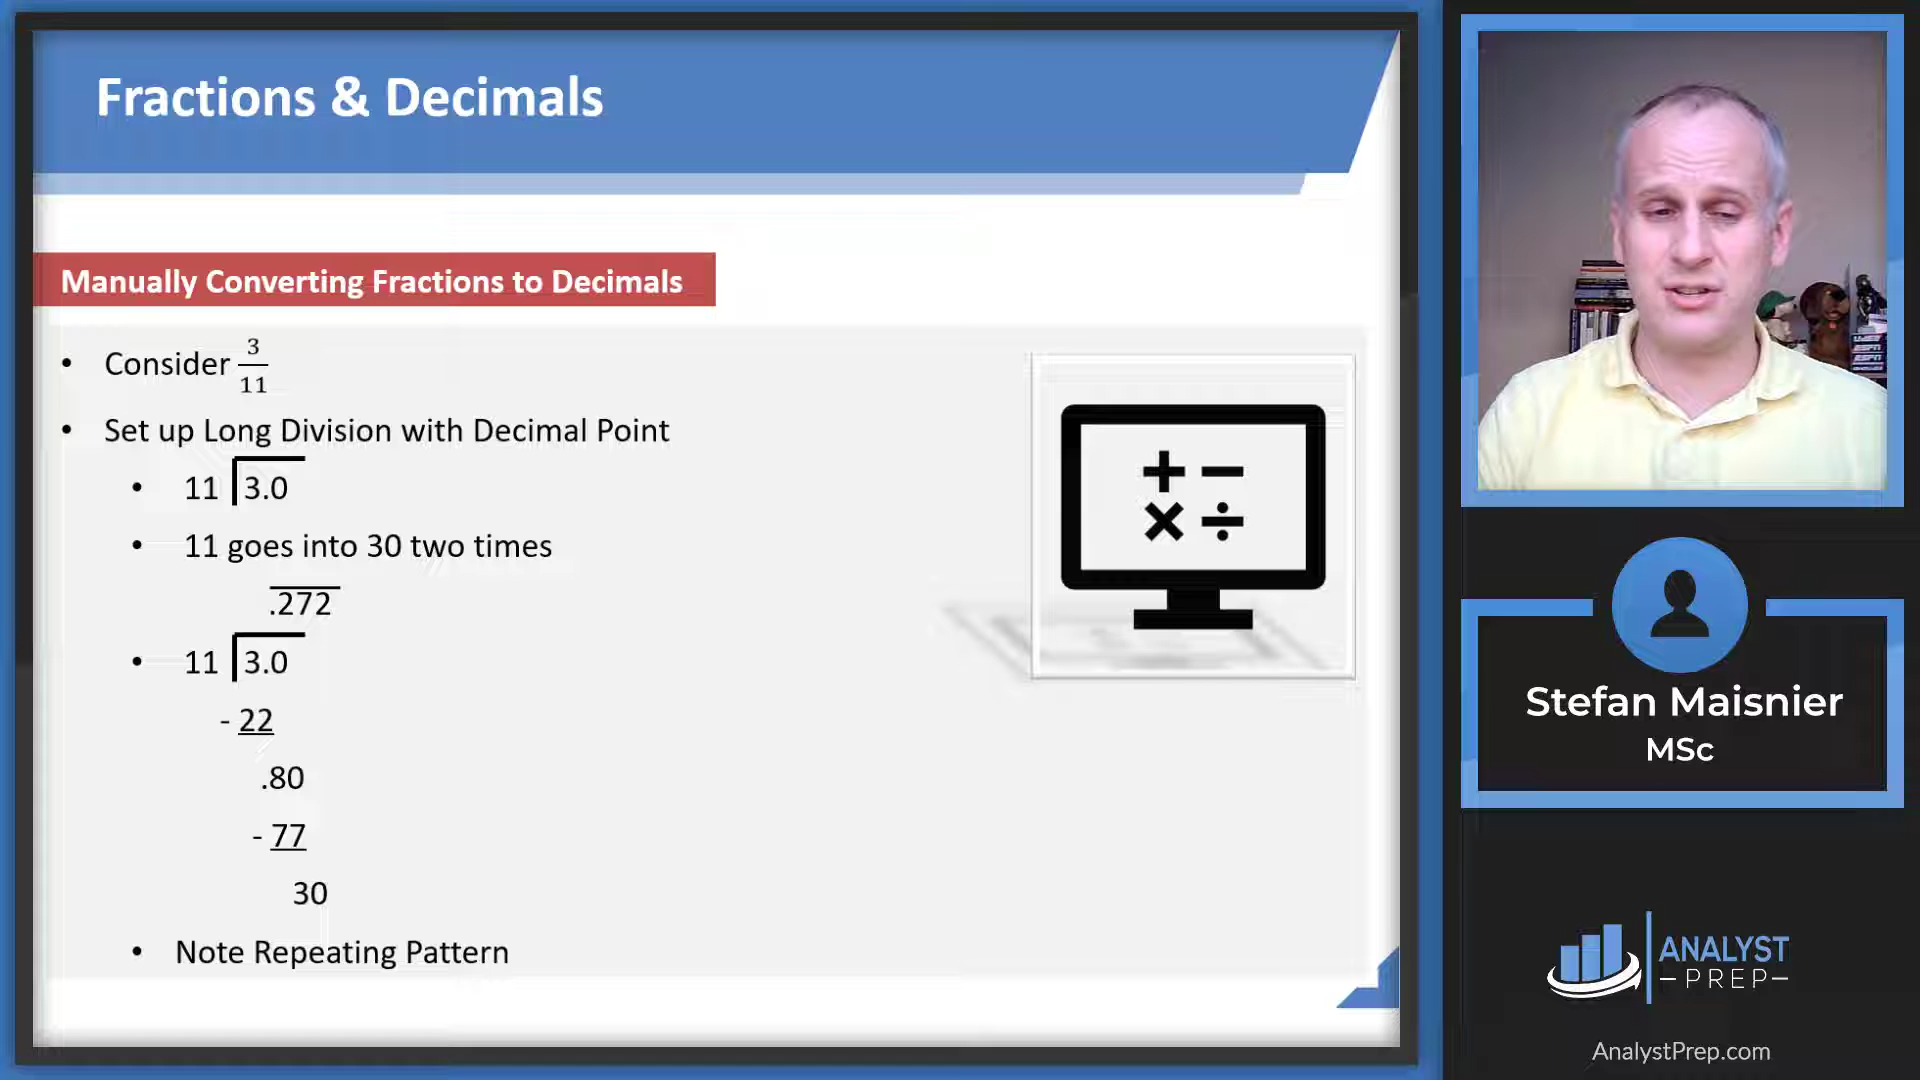 Fractions & Decimals
Manually Converting Fractions to Decimals
• Consider 3/11
• Set up Long Division with Decimal Point
• 11 3.0
• 11 goes into 30 two times
.272
• 11 3.0
- 22
.80
- 77
30
• Note Repeating Pattern
Stefan Maisnier
MSc
ANALYST
PREP
AnalystPrep.com